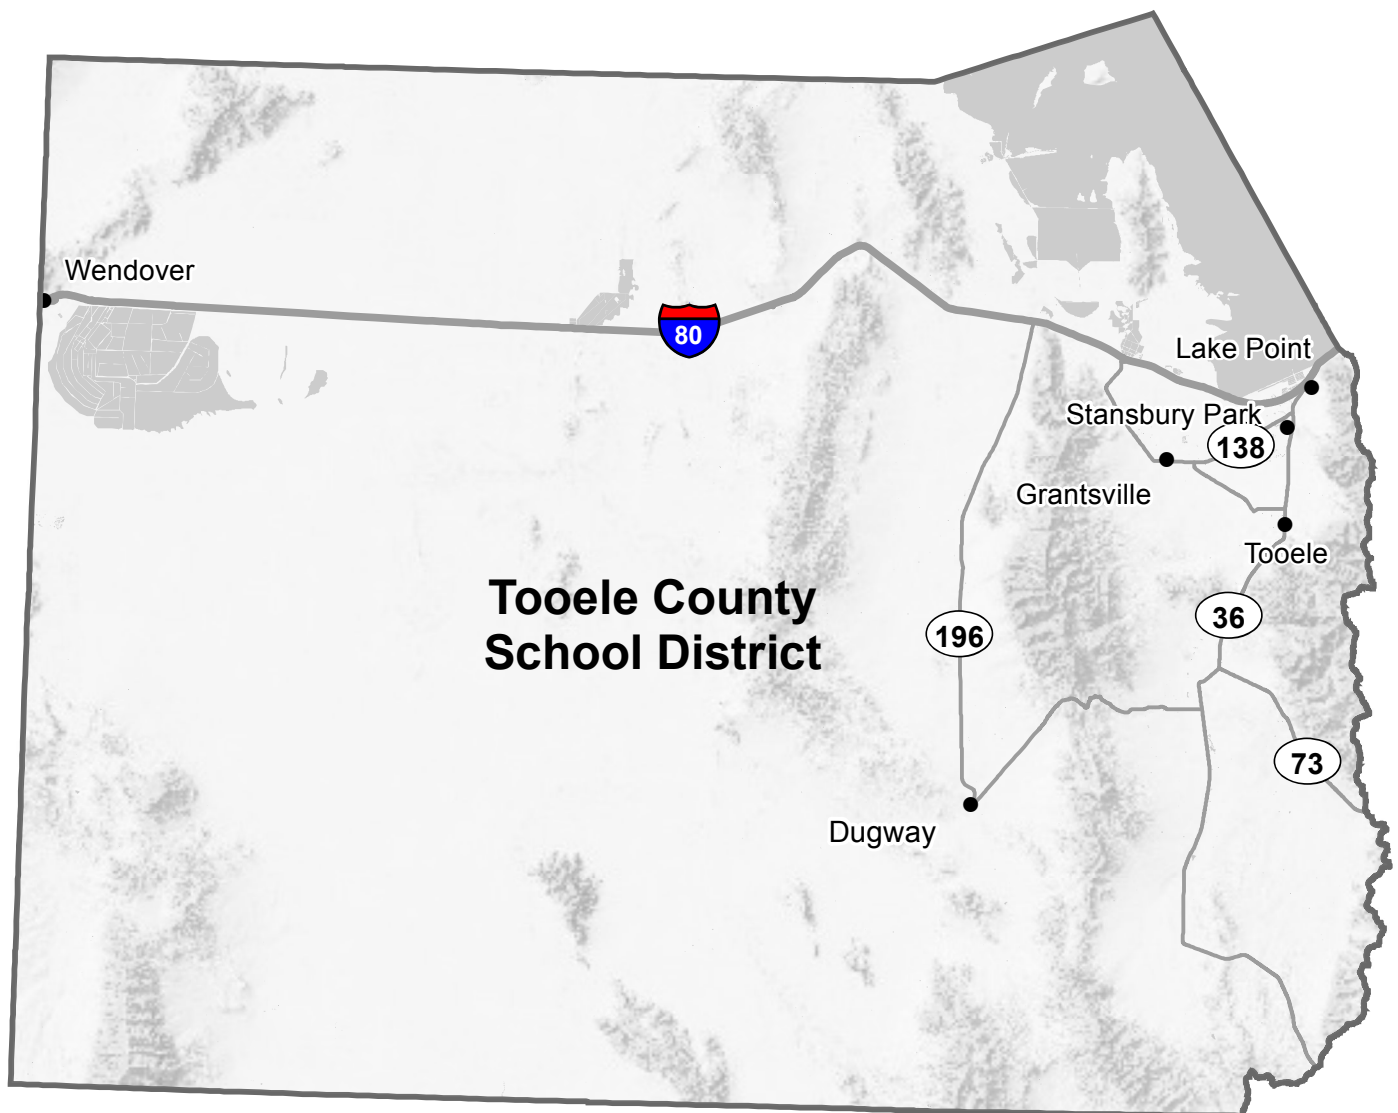 Wendover
80
Lake Point
Stansbury Park
138
Grantsville
Tooele
Tooele County
School District
196
36
73
Dugway